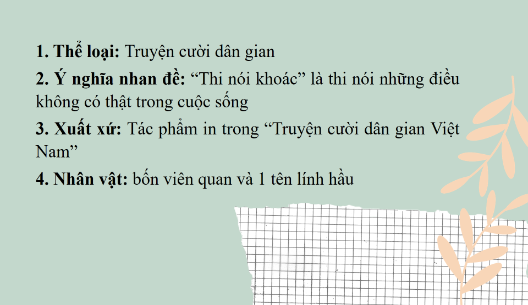 1. Thể loại: Truyện cười dân gian
2. Ý nghĩa nhan đề: “Thi nói khoác” là thi nói những điều
không có thật trong cuộc sống
3. Xuất xứ: Tác phẩm in trong “Truyện cười dân gian Việt
Nam”
4. Nhân vật: bốn viên quan và 1 tên lính hầu